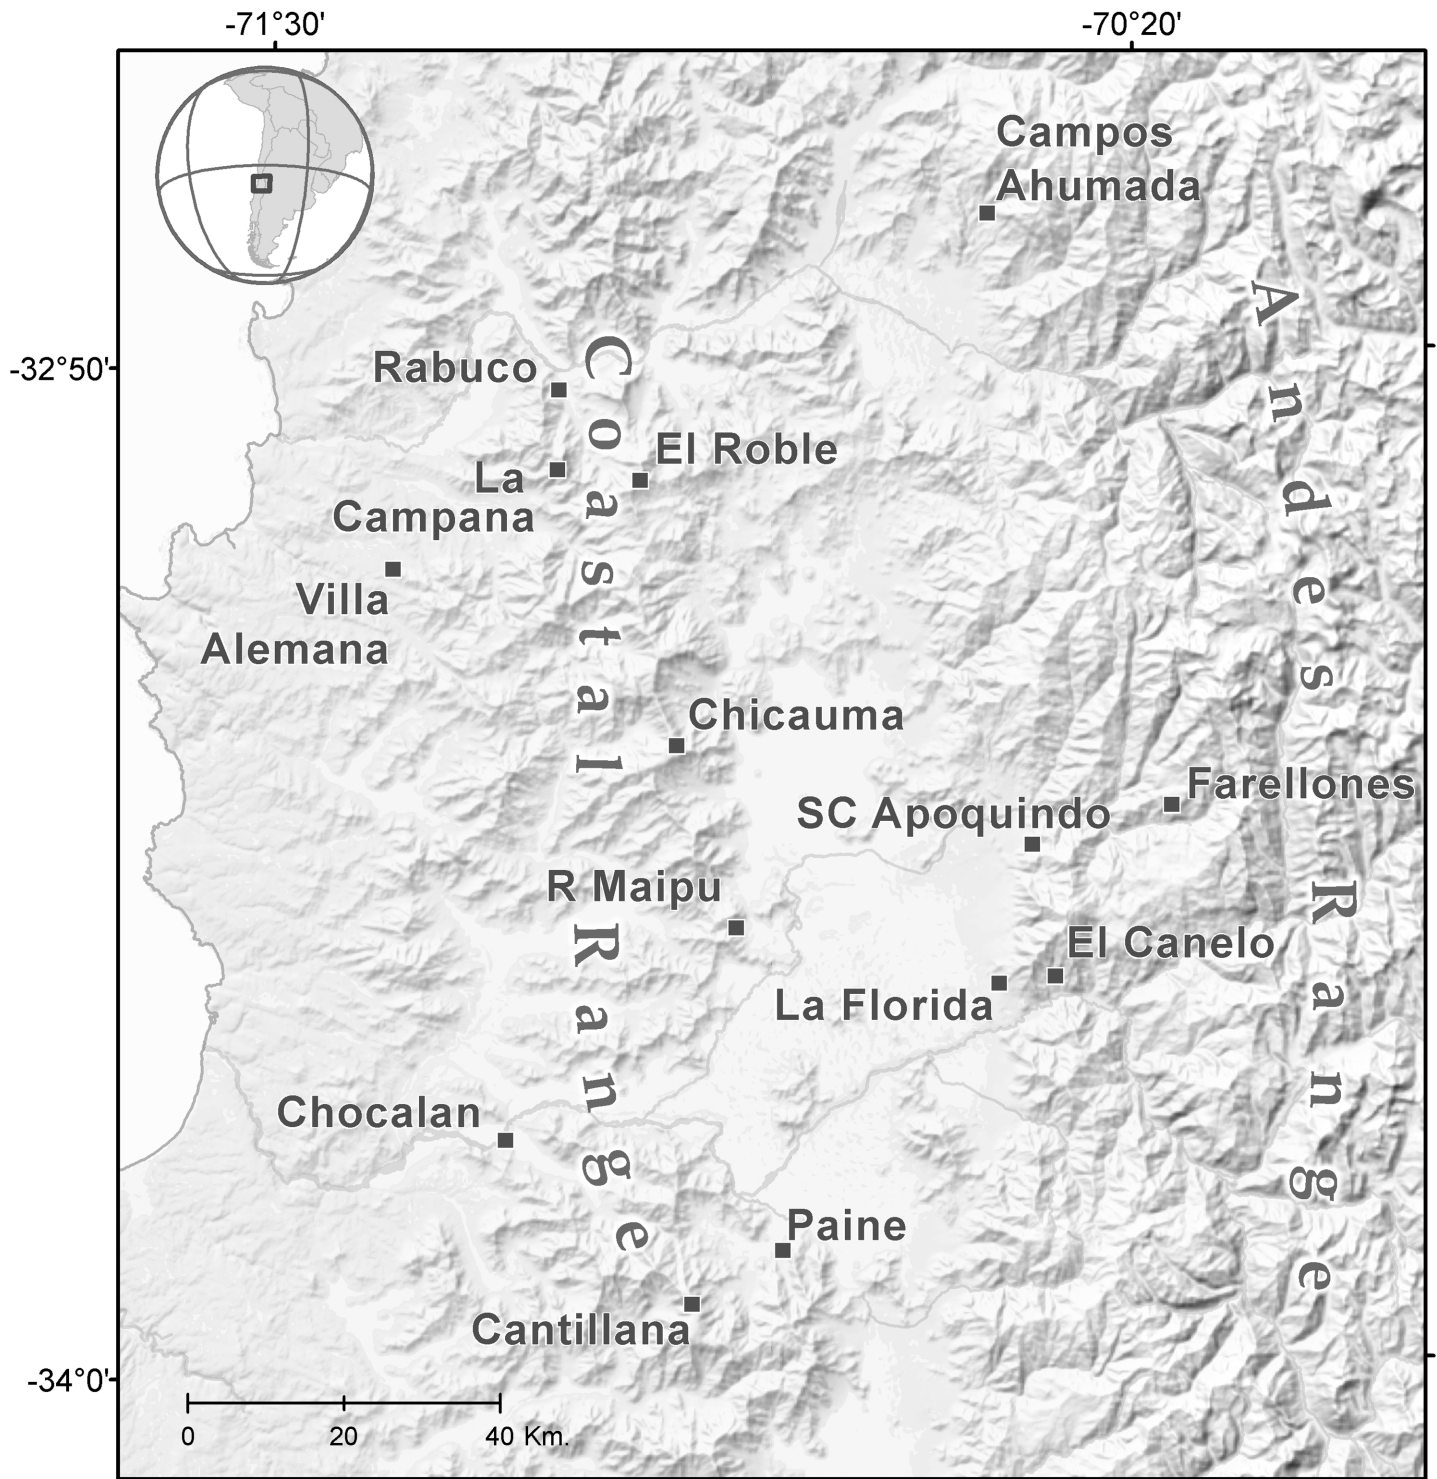 -71°30'
-70°20'
Campos
Ahumada
-32°50'
Rabuco
El Roble
La
Campana
Villa
Alemana
Chicauma
Farellones
SC Apoquindo
R Maipu
El Canelo
La Florida
Chocalan
Paine
Cantillana
Coastal Range
Andes Range
-34°0'
0 20 40 Km.